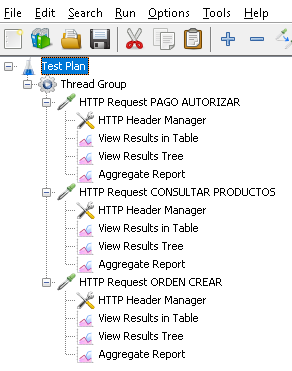 File Edit Search Run Options Tools Help
Test Plan
Thread Group
HTTP Request PAGO AUTORIZAR
HTTP Header Manager
View Results in Table
View Results Tree
Aggregate Report
HTTP Request CONSULTAR PRODUCTOS
HTTP Header Manager
View Results in Table
View Results Tree
Aggregate Report
HTTP Request ORDEN CREAR
HTTP Header Manager
View Results in Table
View Results Tree
Aggregate Report